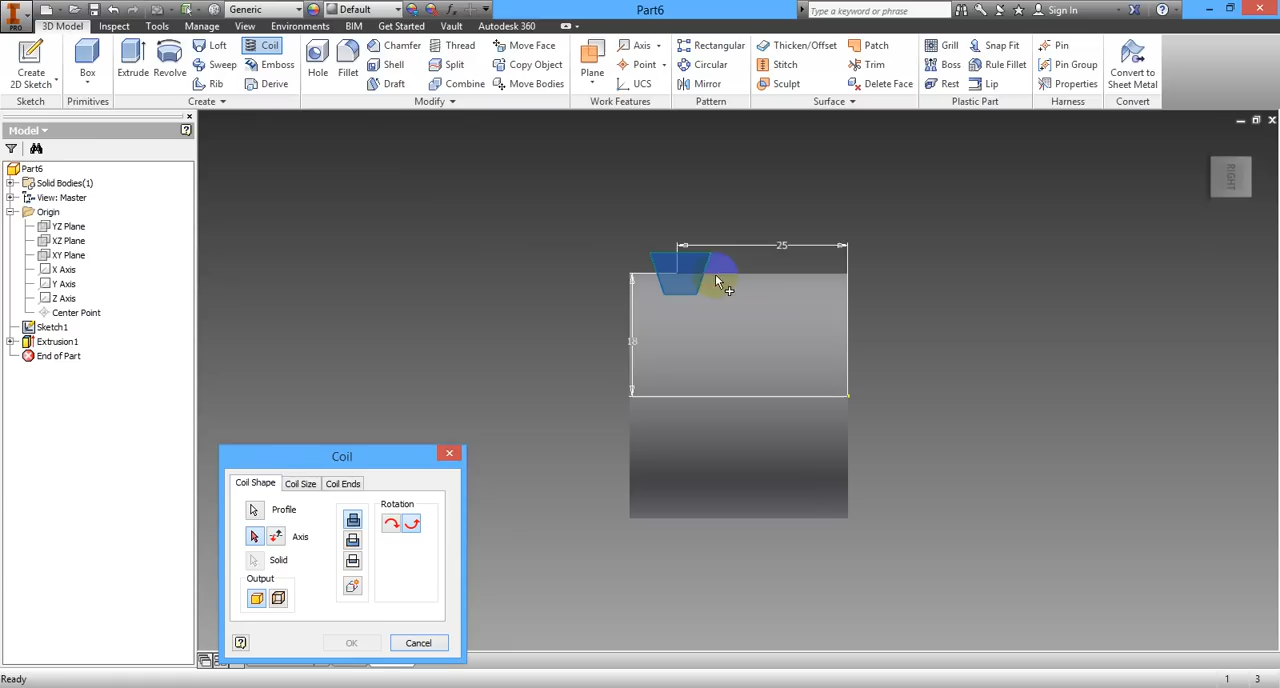 Generic Default Part6 Type a keyword or phrase Sign In
PRO 3D Model Inspect Tools Manage View Environments BIM Get Started Vault Autodesk 360
Loft Coil Chamfer Thread Move Face Axis Rectangular Thicken/Offset Patch Grill Snap Fit Pin
Sweep Emboss Shell Split Copy Object Point Circular Stitch Trim Boss Rule Fillet Pin Group
Create 2D Sketch Box Extrude Revolve Rib Derive Hole Fillet Draft Combine Move Bodies Plane UCS Mirror Sculpt Delete Face Rest Lip Properties Convert to Sheet Metal
Sketch Primitives Create Modify Work Features Pattern Surface Plastic Part Harness Convert
Model
Part6
Solid Bodies(1)
View: Master
Origin
YZ Plane
XZ Plane
XY Plane
X Axis
Y Axis
Z Axis
Center Point
Sketch1
Extrusion1
End of Part
RIGHT
25
18
Coil
Coil Shape Coil Size Coil Ends
Profile Rotation
Axis
Solid
Output
OK Cancel
Ready 1 3